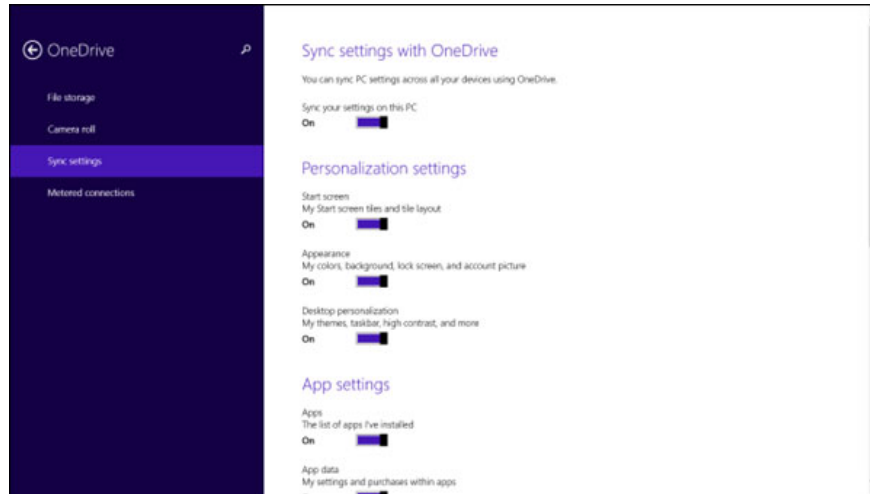 OneDrive
File storage
Camera roll
Sync settings
Metered connections
Sync settings with OneDrive
You can sync PC settings across all your devices using OneDrive.
Sync your settings on this PC
On
Personalization settings
Start screen
My Start screen tiles and tile layout
On
Appearance
My colors, background, lock screen, and account picture
On
Desktop personalization
My themes, taskbar, high contrast, and more
On
App settings
Apps
The list of apps I've installed
On
App data
My settings and purchases within apps